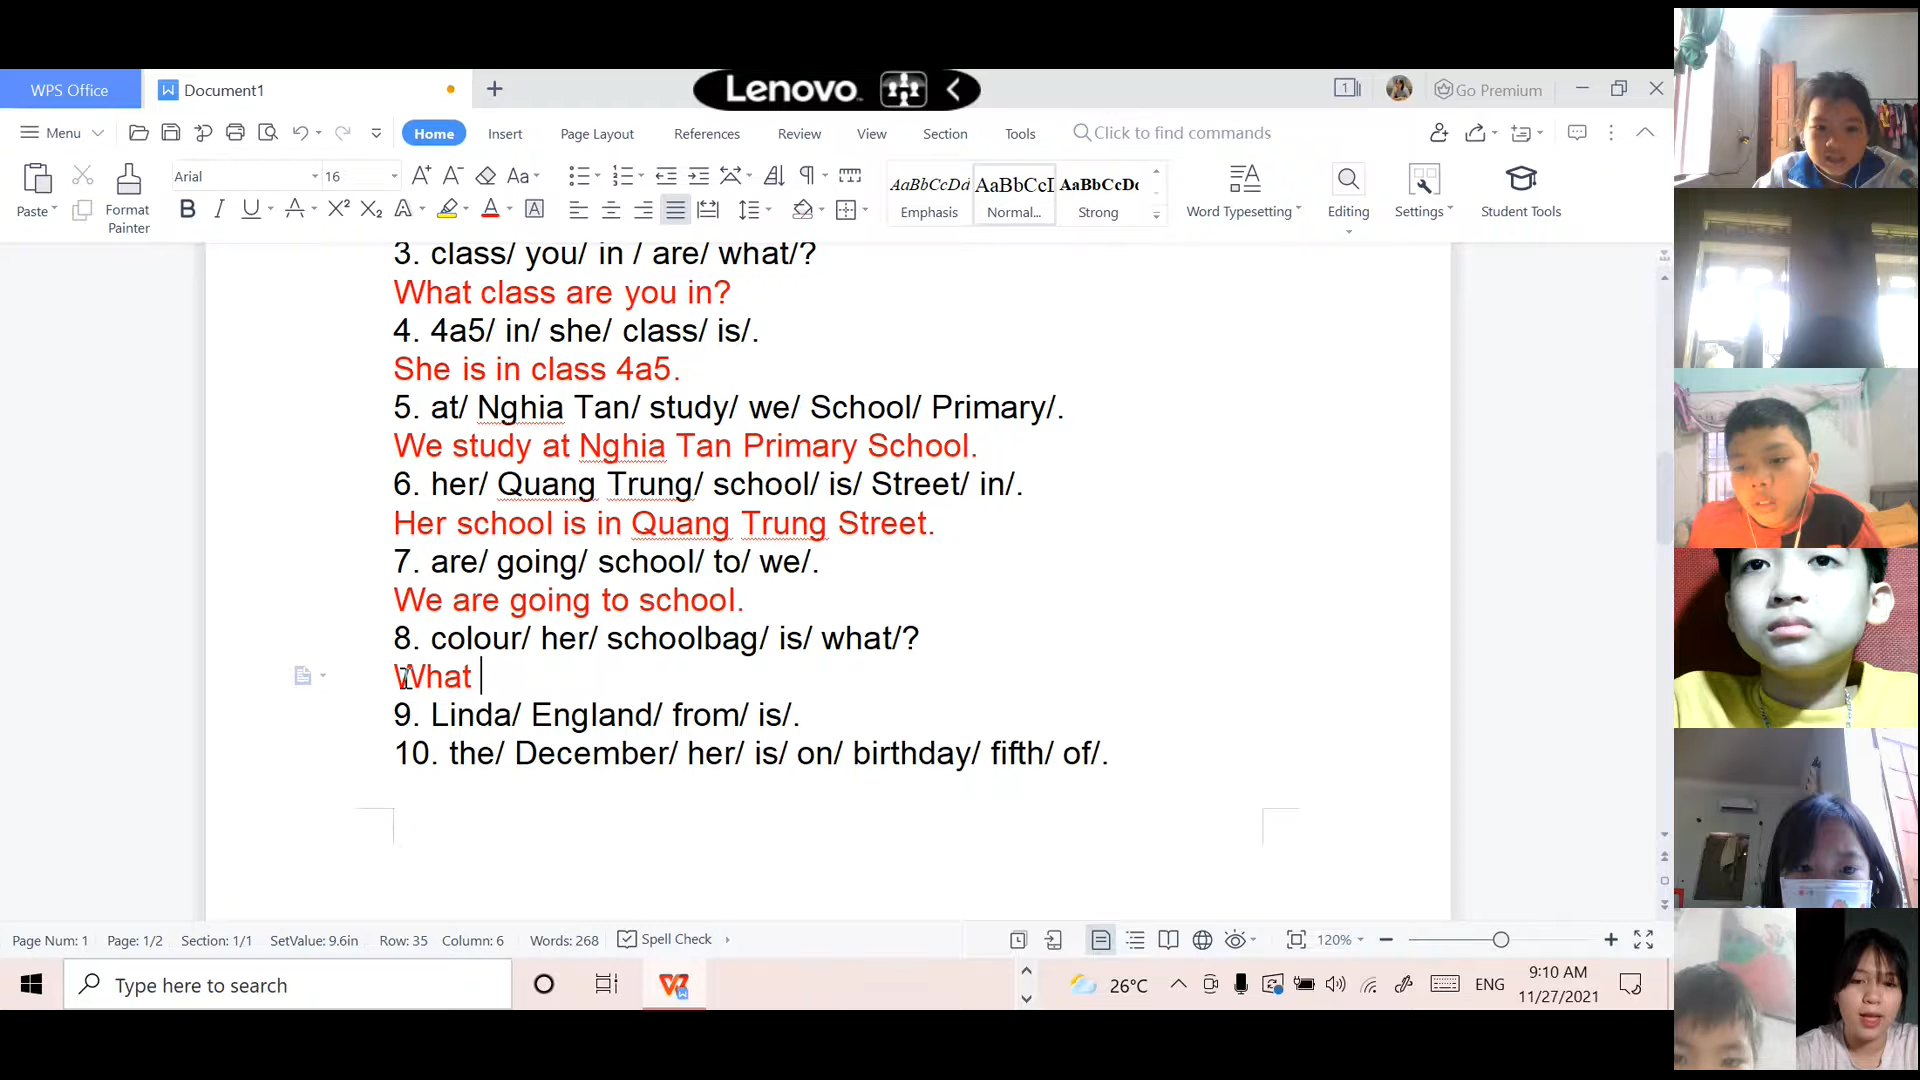 Lenovo
WPS Office
Document1
1
Go Premium
Menu
Home
Insert
Page Layout
References
Review
View
Section
Tools
Click to find commands
Paste
Format
Painter
Arial
16
AaBbCcDd
AaBbCcD
AaBbCcDd
Emphasis
Normal...
Strong
Word Typesetting
Editing
Settings
Student Tools
3. class/ you/ in / are/ what/?
What class are you in?
4. 4a5/ in/ she/ class/ is/.
She is in class 4a5.
5. at/ Nghia Tan/ study/ we/ School/ Primary/.
We study at Nghia Tan Primary School.
6. her/ Quang Trung/ school/ is/ Street/ in/.
Her school is in Quang Trung Street.
7. are/ going/ school/ to/ we/.
We are going to school.
8. colour/ her/ schoolbag/ is/ what/?
What
9. Linda/ England/ from/ is/.
10. the/ December/ her/ is/ on/ birthday/ fifth/ of/.
Page Num: 1
Page: 1/2
Section: 1/1
SetValue: 9.6in
Row: 35
Column: 6
Words: 268
Spell Check
120%
Type here to search
26°C
ENG
9:10 AM
11/27/2021